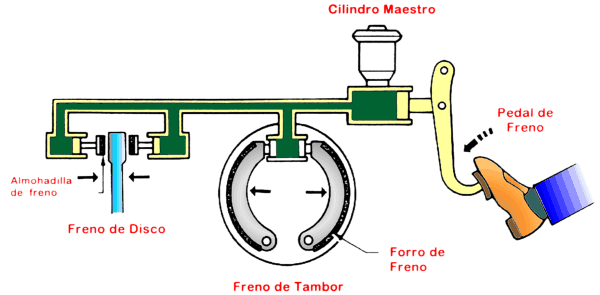 Cilindro Maestro
Pedal de
Freno
Almohadilla
de freno
Freno de Disco
Forro de
Freno
Freno de Tambor